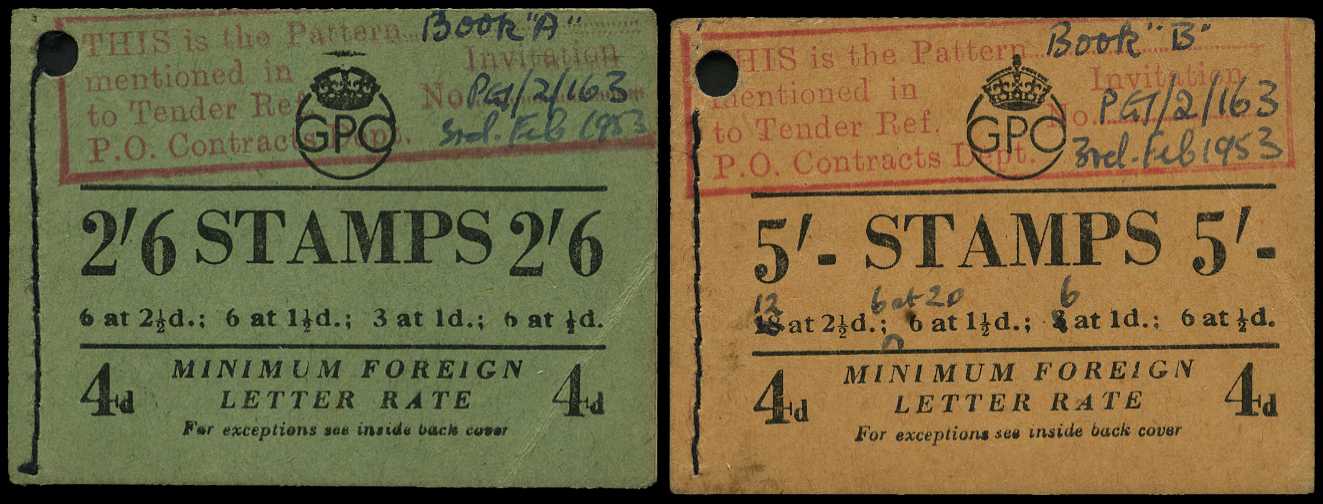 THIS is the Pattern Book "A"
mentioned in Invitation
to Tender Ref. No. PGT/2/163
P.O. Contracts Dept. 3rd. Feb 1953
GPO
2'6 STAMPS 2'6
6 at 2½d.; 6 at 1½d.; 3 at 1d.; 6 at ½d.
4d MINIMUM FOREIGN 4d
LETTER RATE
For exceptions see inside back cover
THIS is the Pattern Book "B"
mentioned in Invitation
to Tender Ref. No. PGT/2/163
P.O. Contracts Dept. 3rd. Feb 1953
GPO
5'- STAMPS 5'-
12 6 at 2D 6
at 2½d.; 6 at 1½d.; at 1d.; 6 at ½d.
4d MINIMUM FOREIGN 4d
LETTER RATE
For exceptions see inside back cover